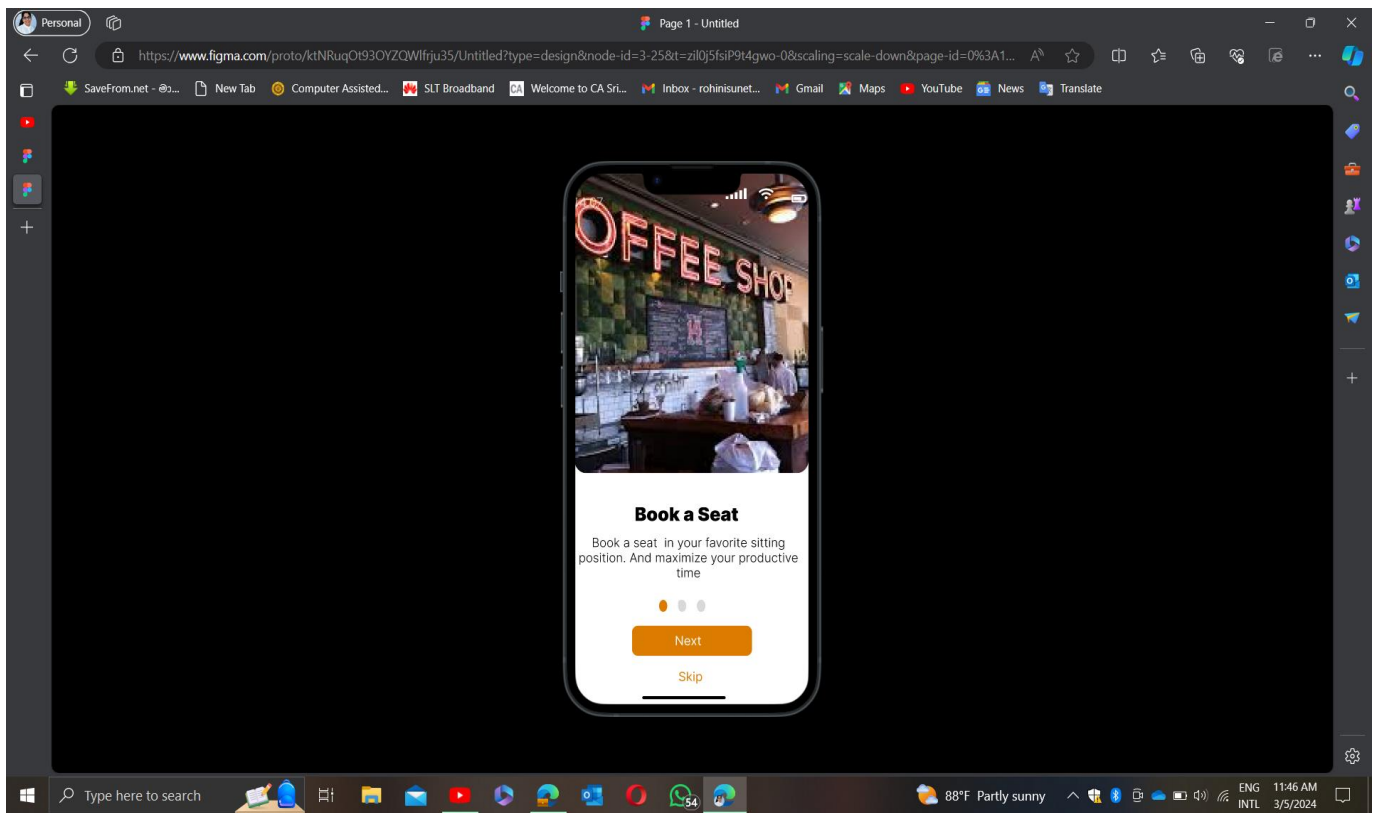 Personal
Page 1 - Untitled
https://www.figma.com/proto/ktNRuqOt93OYZQWlfrju35/Untitled?type=design&node-id=3-25&t=zil0j5fsiP9t4gwo-0&scaling=scale-down&page-id=0%3A1...
SaveFrom.net - මා... New Tab Computer Assisted... SLT Broadband CA Welcome to CA Sri... Inbox - rohinisunet... Gmail Maps YouTube News Translate
OFFEE SHOP
Book a Seat
Book a seat in your favorite sitting
position. And maximize your productive
time
Next
Skip
Type here to search
54
88°F Partly sunny
ENG
INTL
11:46 AM
3/5/2024